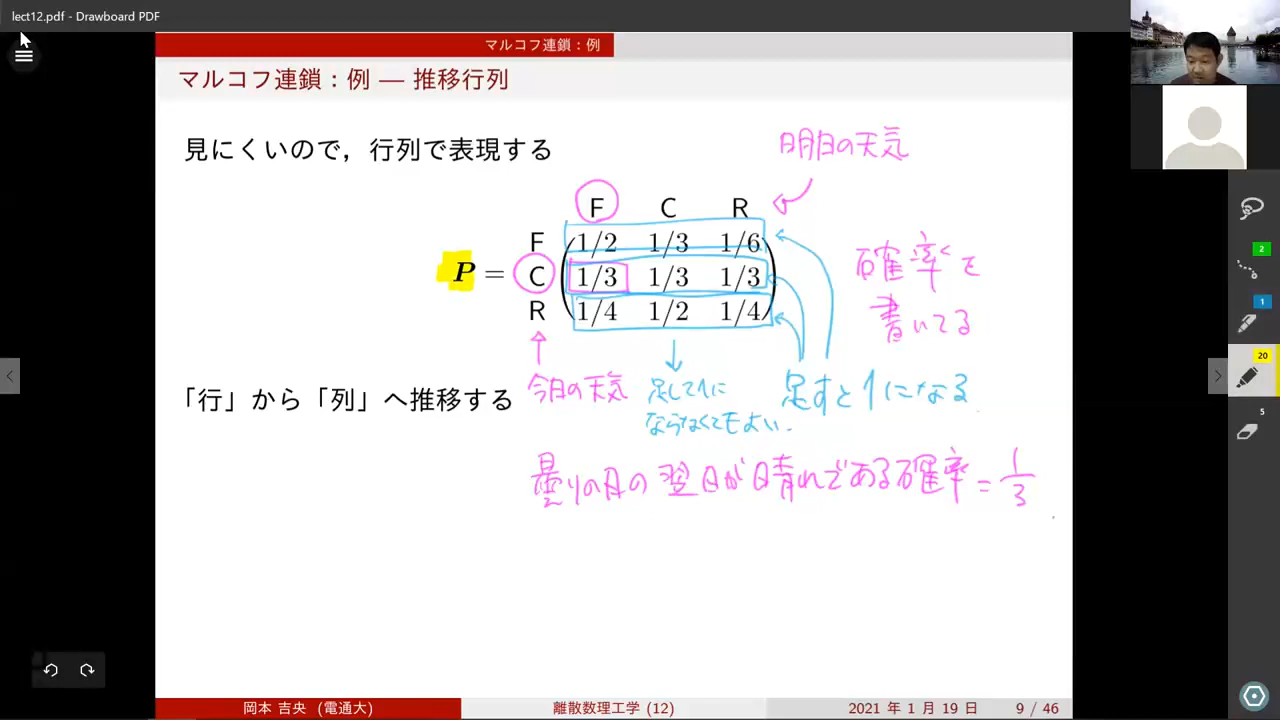 lect12.pdf - Drawboard PDF
マルコフ連鎖：例
マルコフ連鎖：例 — 推移行列
見にくいので，行列で表現する
明日の天気
F C R
F 1/2 1/3 1/6
P = C 1/3 1/3 1/3
R 1/4 1/2 1/4
確率を
書いてる
「行」から「列」へ推移する
今日の天気
足して1に
ならなくてもよい.
足すと1になる
曇りの日の翌日が晴れである確率 = 1/3
2
1
20
5
岡本 吉央 (電通大)
離散数理工学 (12)
2021 年 1 月 19 日
9 / 46